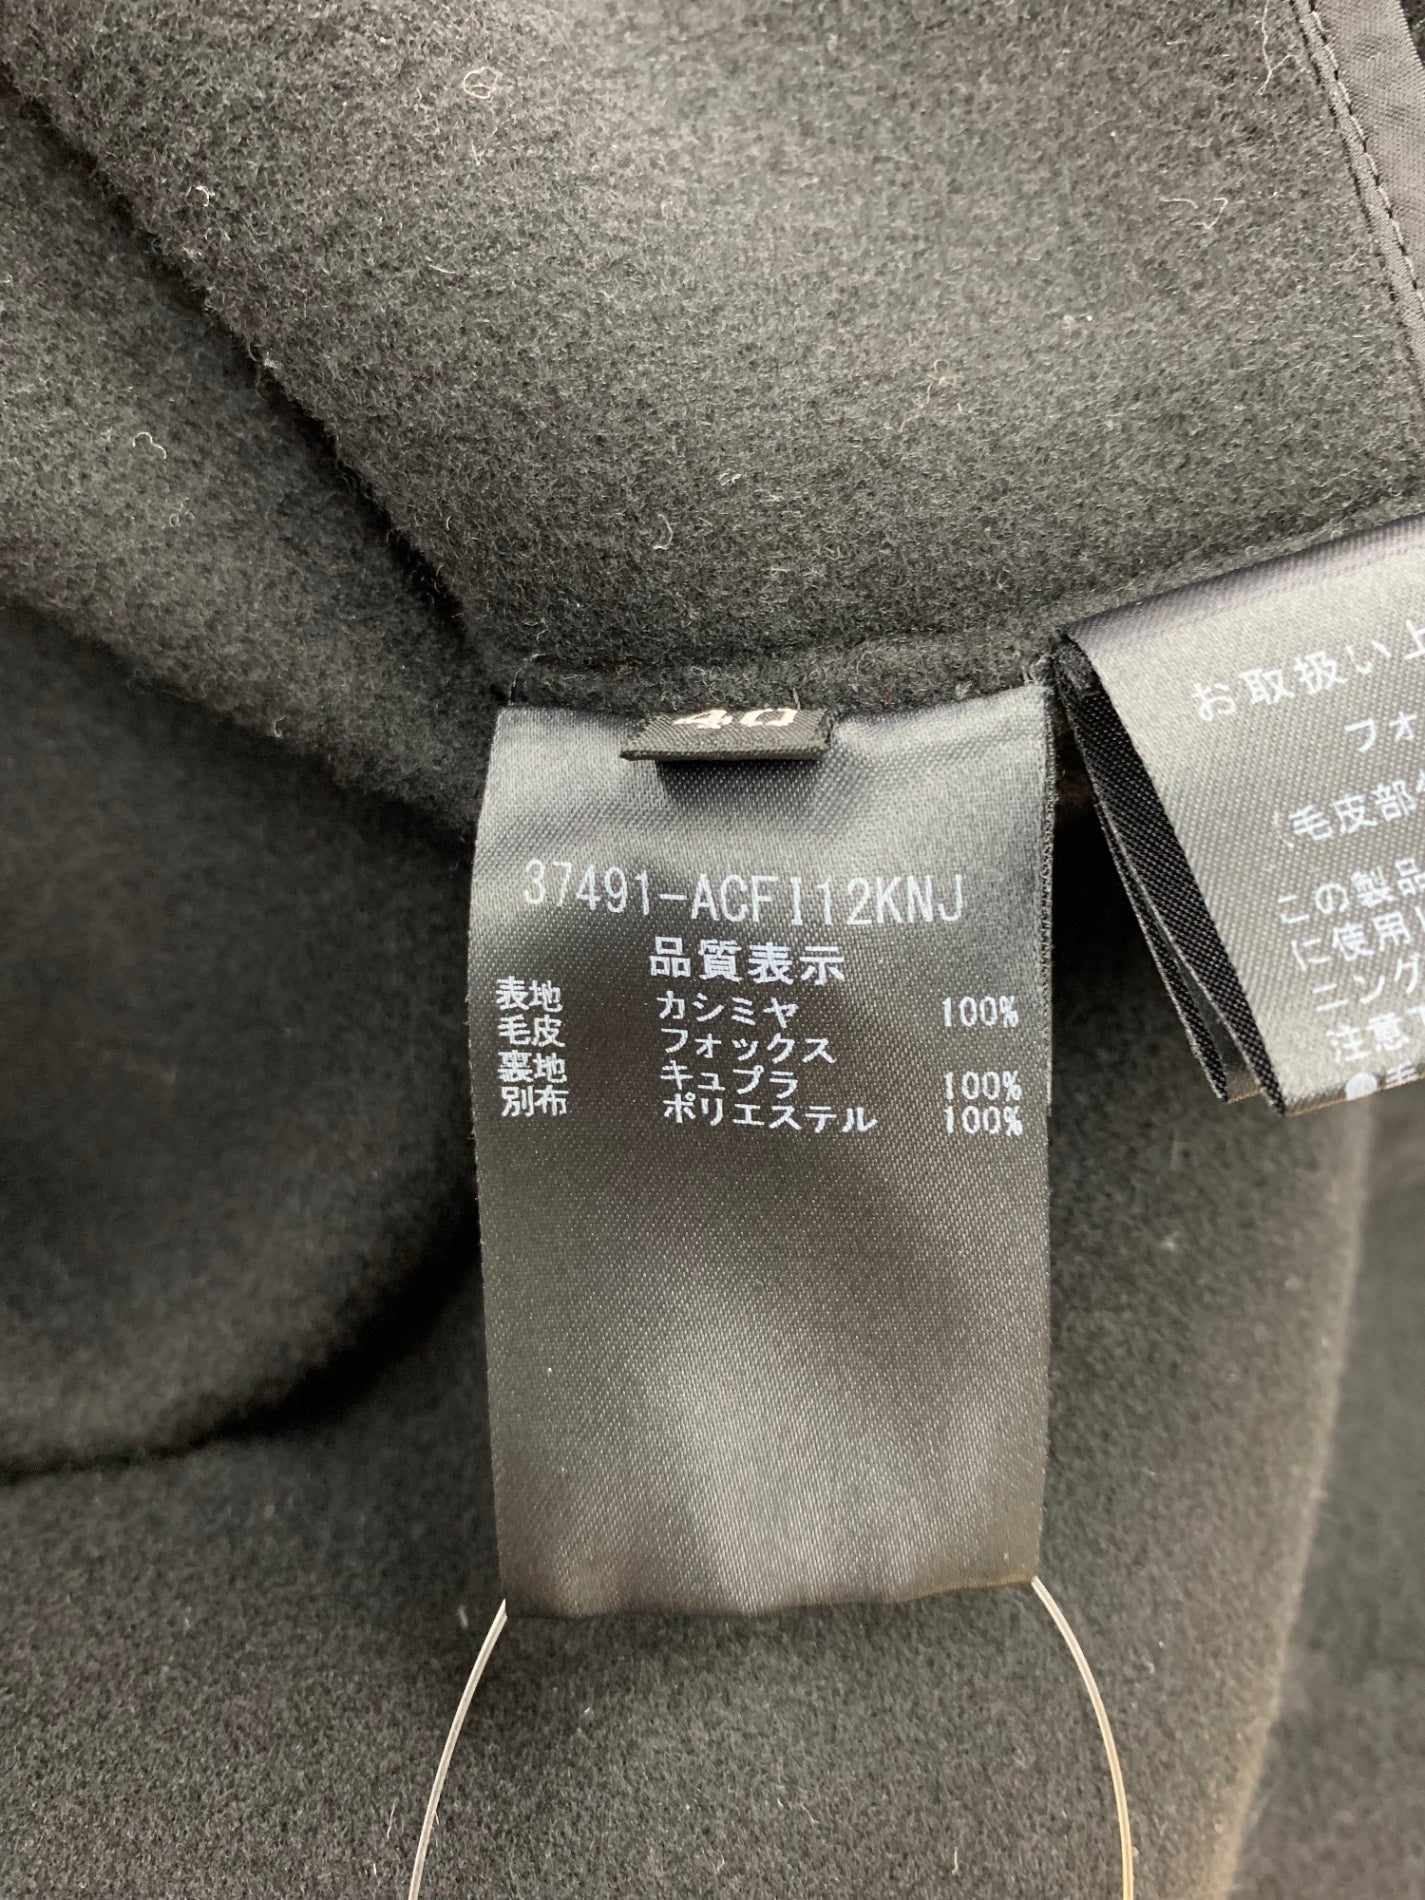 40
37491-ACFI12KNJ
品質表示
表地 カシミヤ 100%
毛皮 フォックス
裏地 キュプラ 100%
別布 ポリエステル 100%
お取扱い上
フォ
毛皮部
この製品
に使用
ニング
注意